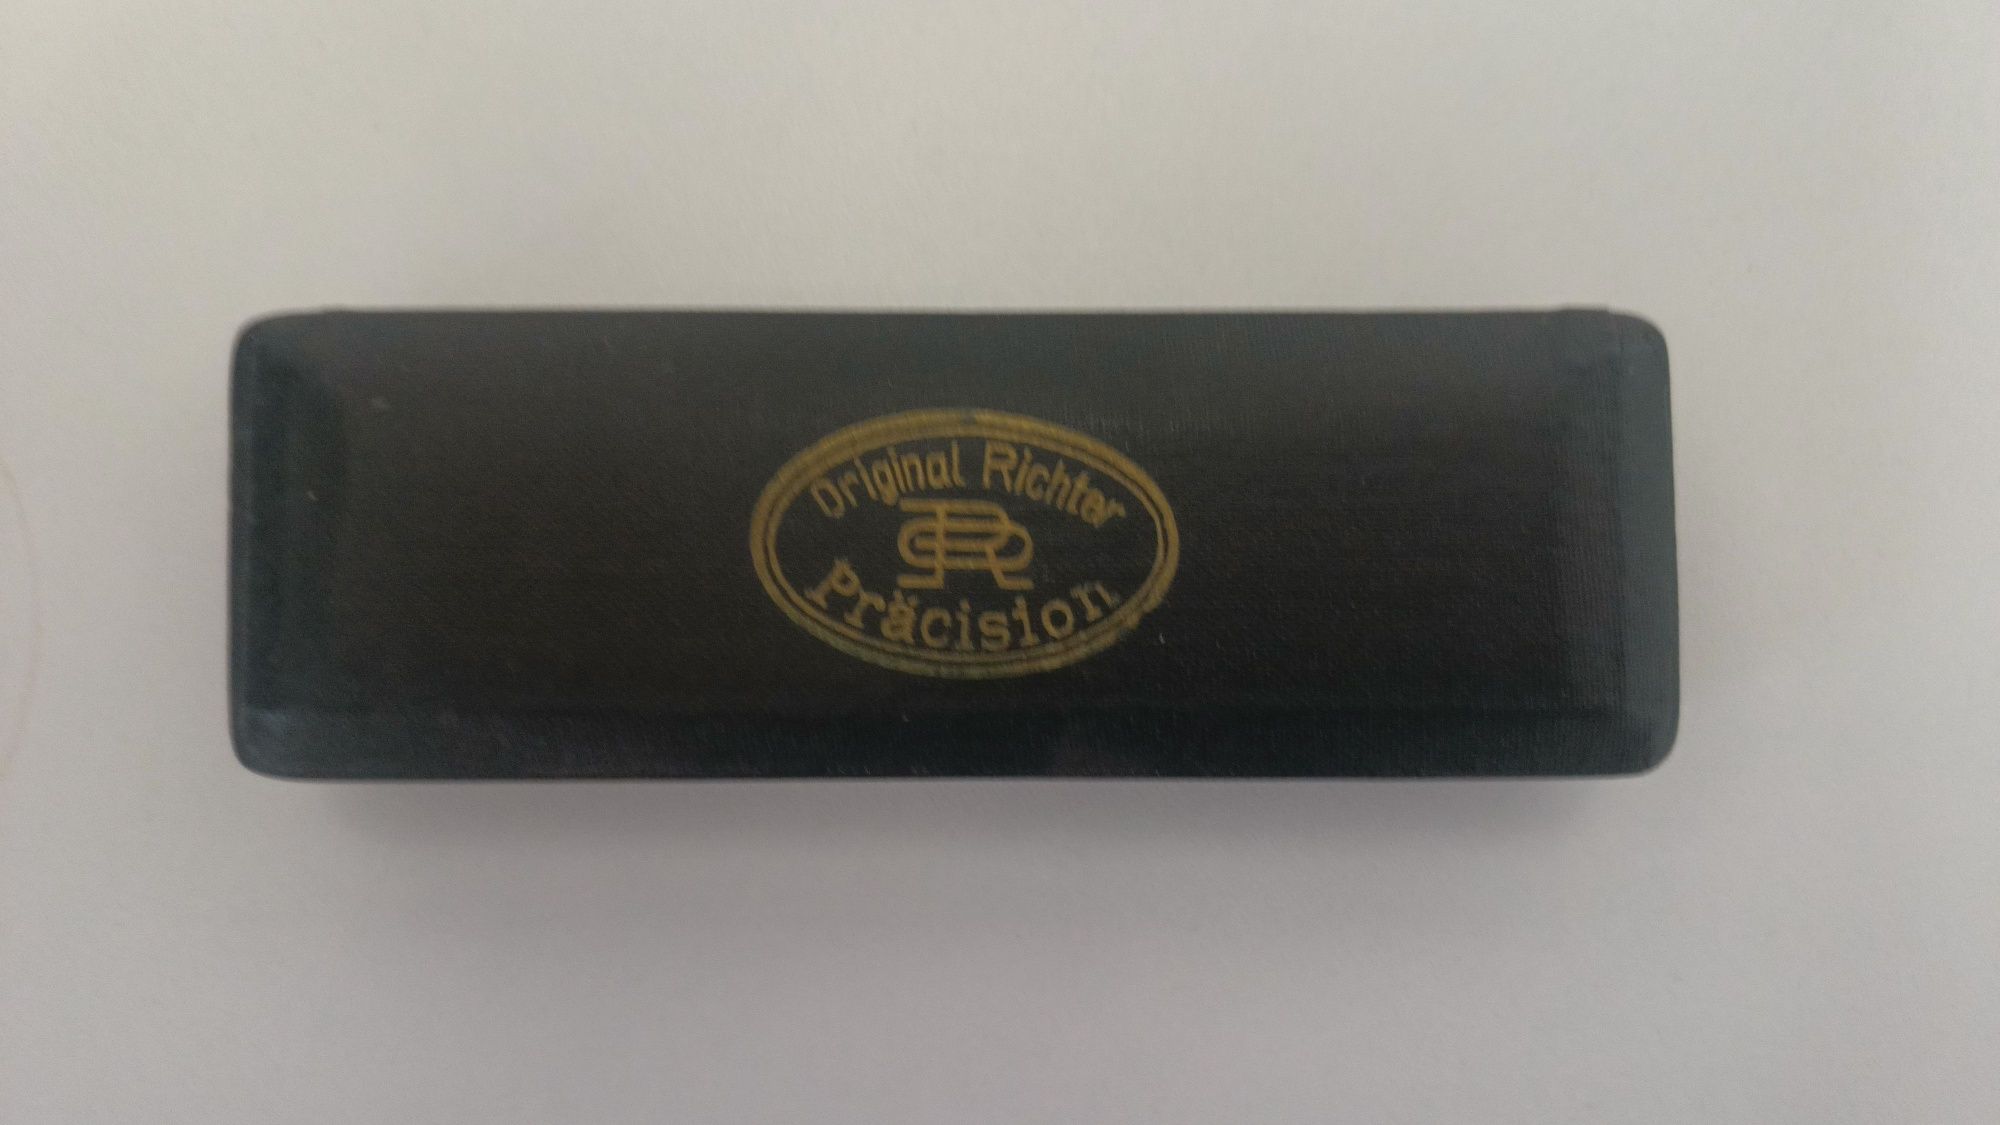 Original Richter
Präcision